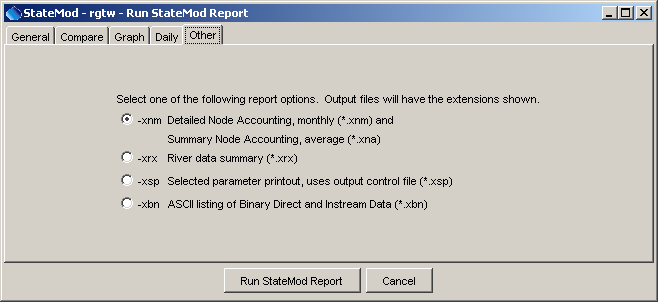 StateMod - rgtw - Run StateMod Report
General Compare Graph Daily Other
Select one of the following report options. Output files will have the extensions shown.
-xnm Detailed Node Accounting, monthly (*.xnm) and
Summary Node Accounting, average (*.xna)
-xrx River data summary (*.xrx)
-xsp Selected parameter printout, uses output control file (*.xsp)
-xbn ASCII listing of Binary Direct and Instream Data (*.xbn)
Run StateMod Report Cancel